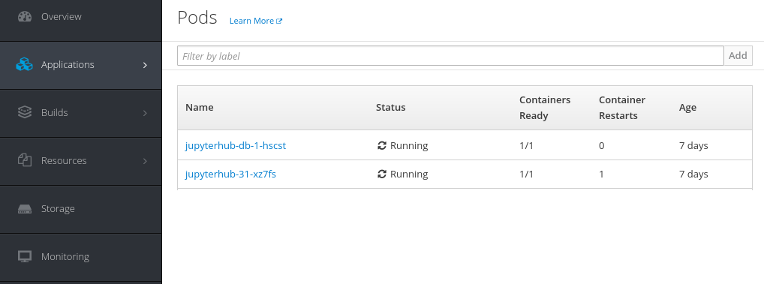 Overview
Applications
Builds
Resources
Storage
Monitoring
Pods Learn More
Filter by label Add
Name Status Containers Ready Container Restarts Age
jupyterhub-db-1-hscst Running 1/1 0 7 days
jupyterhub-31-xz7fs Running 1/1 1 7 days